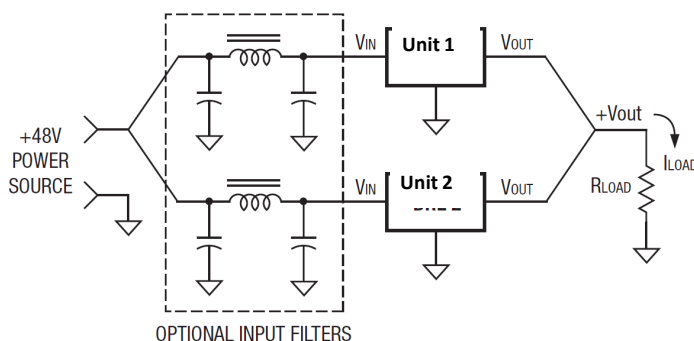 +48V
POWER
SOURCE
VIN
Unit 1
VOUT
+Vout
ILOAD
RLOAD
VIN
Unit 2
VOUT
OPTIONAL INPUT FILTERS